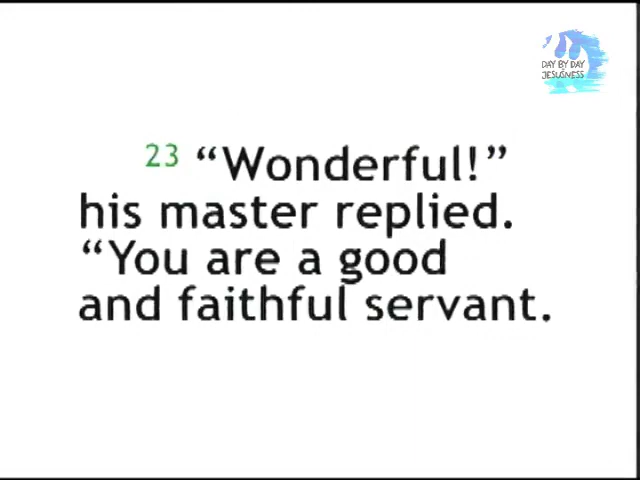 DAY BY DAY
JESUSNESS
23 “Wonderful!”
his master replied.
“You are a good
and faithful servant.